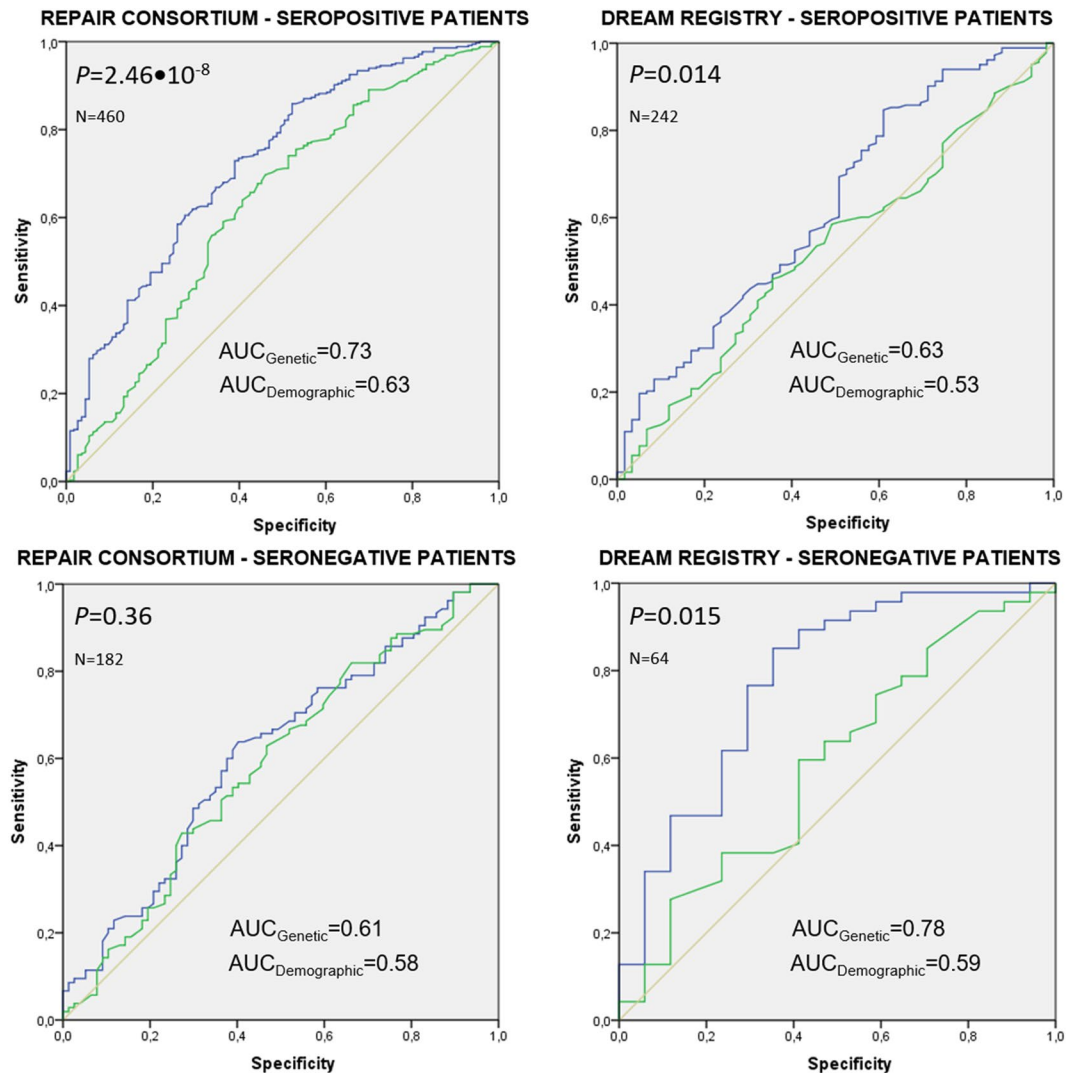 REPAIR CONSORTIUM - SEROPOSITIVE PATIENTS
P=2.46•10-8
N=460
AUCGenetic=0.73
AUCDemographic=0.63
Sensitivity
1,0
0,8
0,6
0,4
0,2
0,0
0,0 0,2 0,4 0,6 0,8 1,0
Specificity
DREAM REGISTRY - SEROPOSITIVE PATIENTS
P=0.014
N=242
AUCGenetic=0.63
AUCDemographic=0.53
Sensitivity
1,0
0,8
0,6
0,4
0,2
0,0
0,0 0,2 0,4 0,6 0,8 1,0
Specificity
REPAIR CONSORTIUM - SERONEGATIVE PATIENTS
P=0.36
N=182
AUCGenetic=0.61
AUCDemographic=0.58
Sensitivity
1,0
0,8
0,6
0,4
0,2
0,0
0,0 0,2 0,4 0,6 0,8 1,0
Specificity
DREAM REGISTRY - SERONEGATIVE PATIENTS
P=0.015
N=64
AUCGenetic=0.78
AUCDemographic=0.59
Sensitivity
1,0
0,8
0,6
0,4
0,2
0,0
0,0 0,2 0,4 0,6 0,8 1,0
Specificity